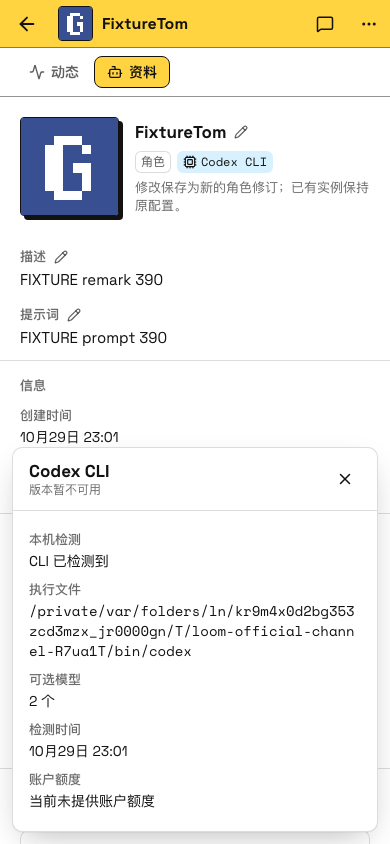 FixtureTom
动态
资料
FixtureTom
角色
Codex CLI
修改保存为新的角色修订；已有实例保持
原配置。
描述
FIXTURE remark 390
提示词
FIXTURE prompt 390
信息
创建时间
10月29日 23:01
Codex CLI
版本暂不可用
本机检测
CLI 已检测到
执行文件
/private/var/folders/ln/kr9m4x0d2bg353
zcd3mzx_jr0000gn/T/loom-official-chann
el-R7ua1T/bin/codex
可选模型
2 个
检测时间
10月29日 23:01
账户额度
当前未提供账户额度